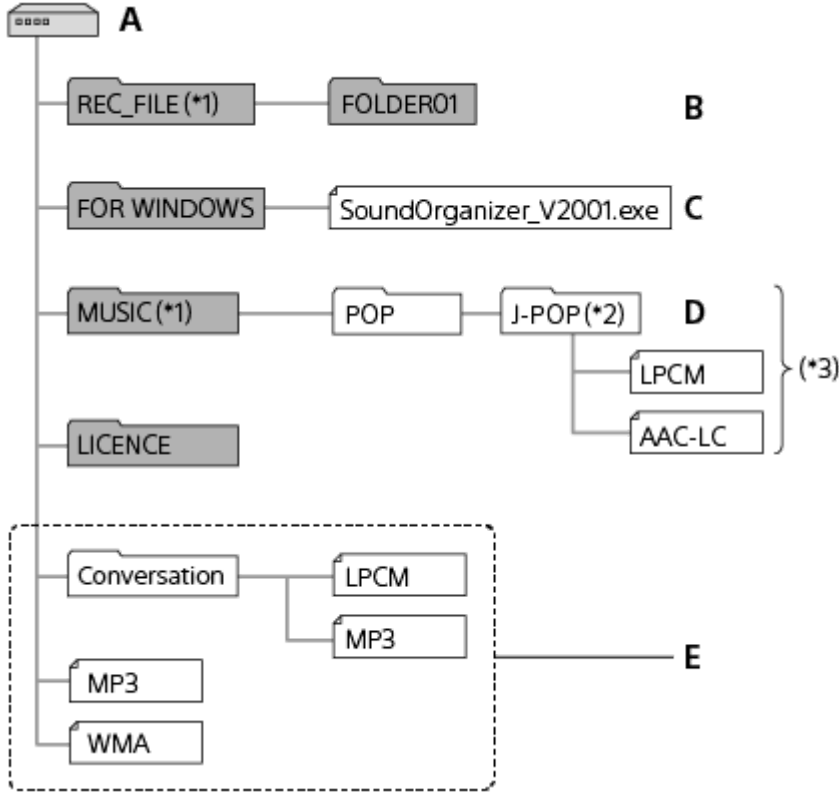 A
REC_FILE (*1) FOLDER01 B
FOR WINDOWS SoundOrganizer_V2001.exe C
MUSIC (*1) POP J-POP (*2) D
LPCM (*3)
AAC-LC
LICENCE
Conversation LPCM
MP3
E
MP3
WMA